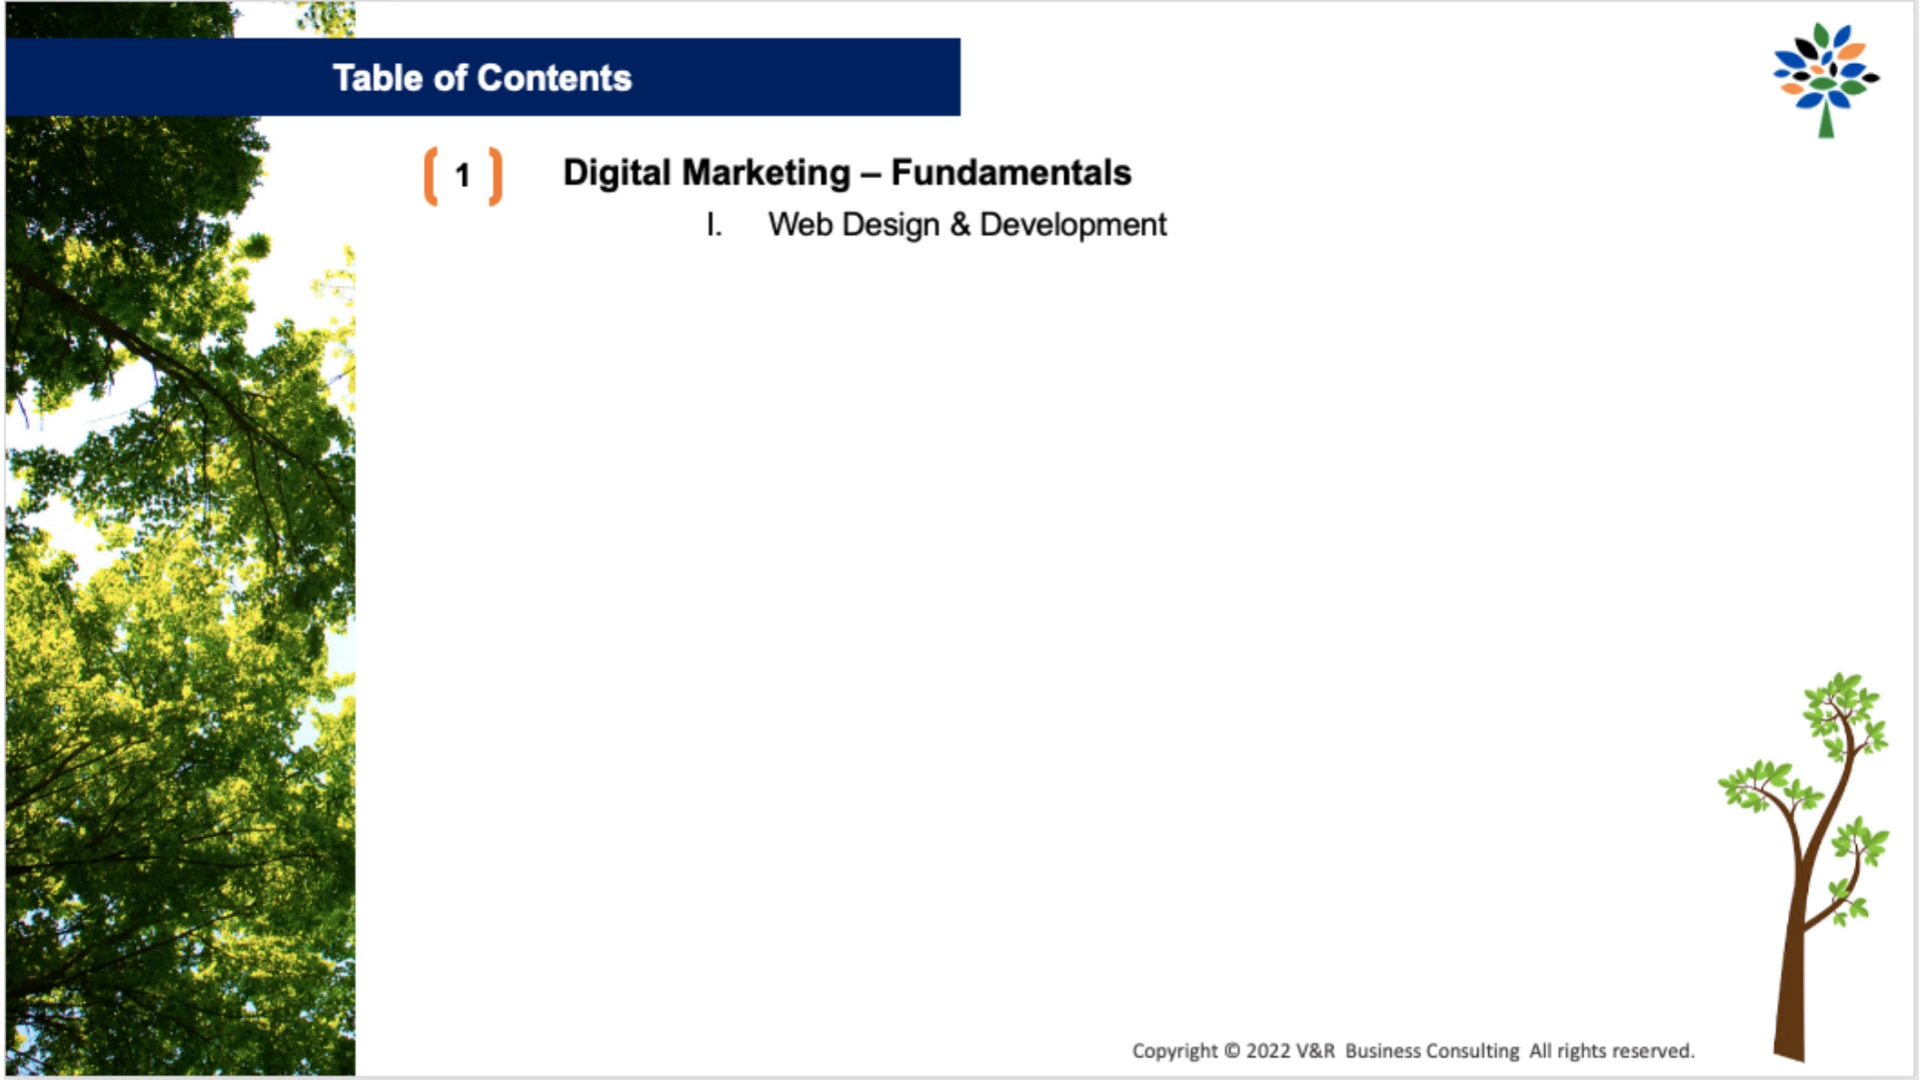 Table of Contents
1 Digital Marketing – Fundamentals
I. Web Design & Development
Copyright © 2022 V&R Business Consulting All rights reserved.